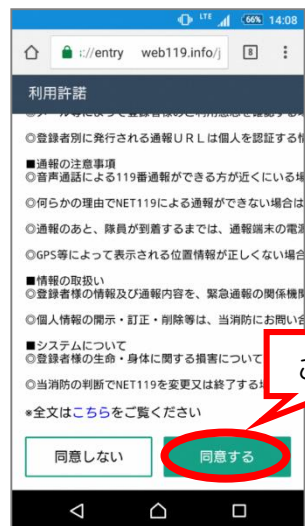 LTE 66% 14:08
://entry web119.info/j 8
利用許諾
◎登録者別に発行される通報URLは個人を認証する情
■通報の注意事項
◎音声通話による119番通報ができる方が近くにいる場
◎何らかの理由でNET119による通報ができない場合は
◎通報のあと、隊員が到着するまでは、通報端末の電源
◎GPS等によって表示される位置情報が正しくない場合
■情報の取扱い
◎登録者様の情報及び通報内容を、緊急通報の関係機関
◎個人情報の開示・訂正・削除等は、当消防にお問い合
■システムについて
◎登録者様の生命・身体に関する損害について
◎当消防の判断でNET119を変更又は終了する場
※全文はこちらをご覧ください
同意しない 同意する